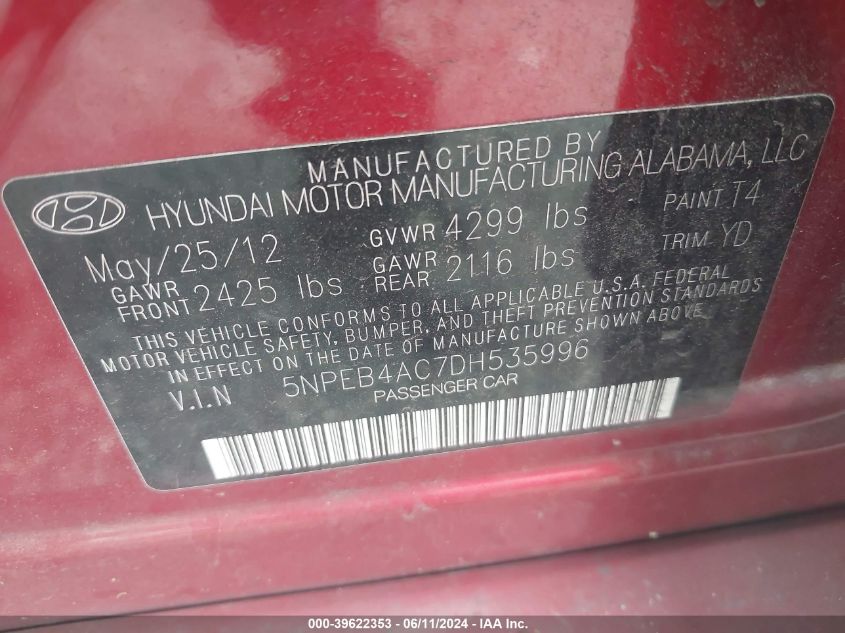 MANUFACTURED BY
HYUNDAI MOTOR MANUFACTURING ALABAMA, LLC
May/25/12 GVWR 4299 lbs PAINT T4
GAWR FRONT 2425 lbs GAWR REAR 2116 lbs TRIM YD
THIS VEHICLE CONFORMS TO ALL APPLICABLE U.S.A. FEDERAL
MOTOR VEHICLE SAFETY, BUMPER, AND THEFT PREVENTION STANDARDS
IN EFFECT ON THE DATE OF MANUFACTURE SHOWN ABOVE
V.I.N 5NPEB4AC7DH535996
PASSENGER CAR
000-39622353 - 06/11/2024 - IAA Inc.